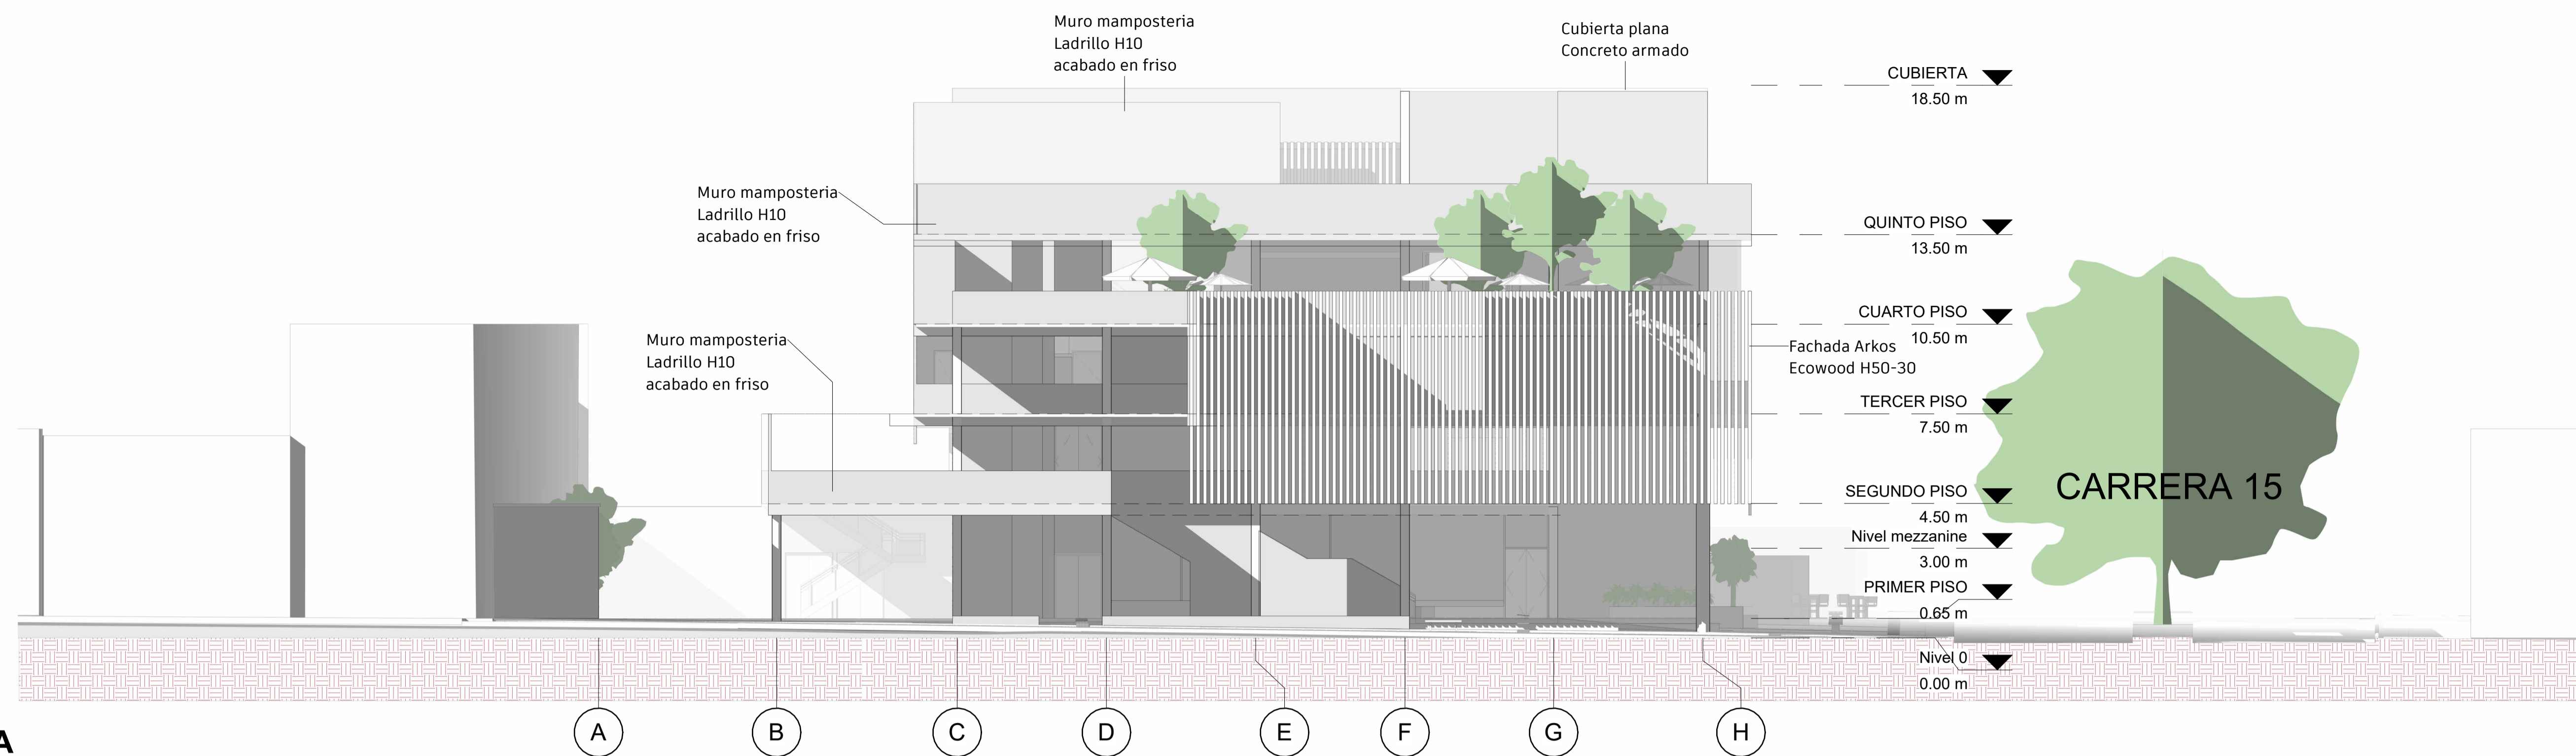 Muro mamposteria
Ladrillo H10
acabado en friso
Cubierta plana
Concreto armado
CUBIERTA
18.50 m
Muro mamposteria
Ladrillo H10
acabado en friso
QUINTO PISO
13.50 m
CUARTO PISO
10.50 m
Muro mamposteria
Ladrillo H10
acabado en friso
Fachada Arkos
Ecowood H50-30
TERCER PISO
7.50 m
CARRERA 15
SEGUNDO PISO
4.50 m
Nivel mezzanine
3.00 m
PRIMER PISO
0.65 m
Nivel 0
0.00 m
A B C D E F G H
A